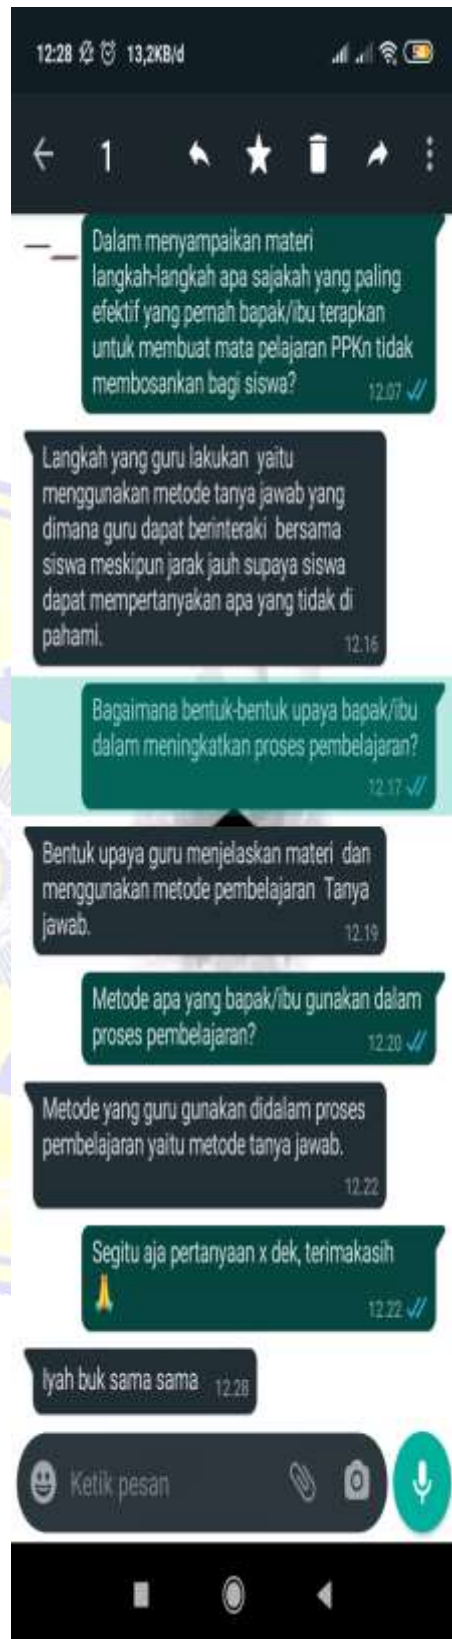 12:28 13,2KB/d
1
Dalam menyampaikan materi
langkah-langkah apa sajakah yang paling
efektif yang pernah bapak/ibu terapkan
untuk membuat mata pelajaran PPKn tidak
membosankan bagi siswa?
12.07
Langkah yang guru lakukan yaitu
menggunakan metode tanya jawab yang
dimana guru dapat berinteraki bersama
siswa meskipun jarak jauh supaya siswa
dapat mempertanyakan apa yang tidak di
pahami.
12.16
Bagaimana bentuk-bentuk upaya bapak/ibu
dalam meningkatkan proses pembelajaran?
12.17
Bentuk upaya guru menjelaskan materi dan
menggunakan metode pembelajaran Tanya
jawab.
12.19
Metode apa yang bapak/ibu gunakan dalam
proses pembelajaran?
12.20
Metode yang guru gunakan didalam proses
pembelajaran yaitu metode tanya jawab.
12.22
Segitu aja pertanyaan x dek, terimakasih
🙏
12.22
Iyah buk sama sama 12.28
Ketik pesan